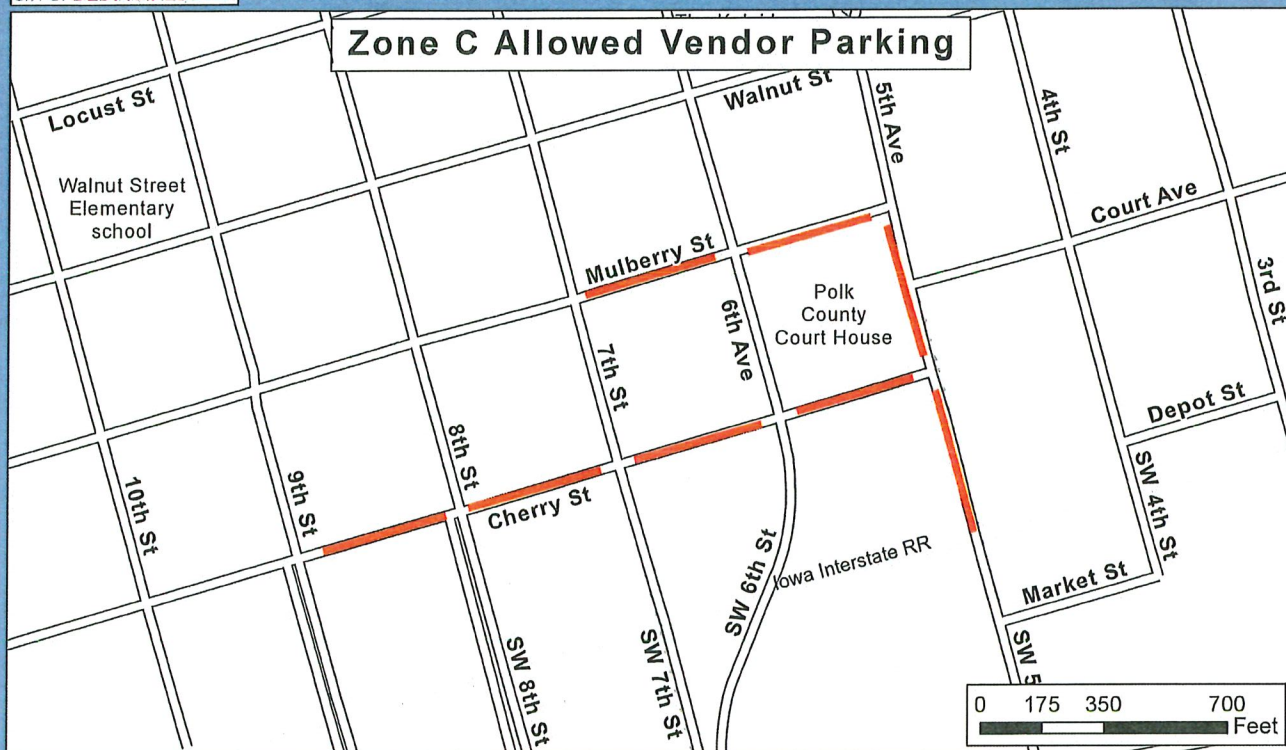 Zone C Allowed Vendor Parking
Locust St
Walnut St
5th Ave
4th St
Walnut Street
Elementary
school
Court Ave
Mulberry St
3rd St
Polk
County
Court House
6th Ave
7th St
Depot St
8th St
10th St
9th St
Cherry St
SW 4th St
SW 6th St
Iowa Interstate RR
Market St
SW 8th St
SW 7th St
SW 5
0 175 350 700
Feet